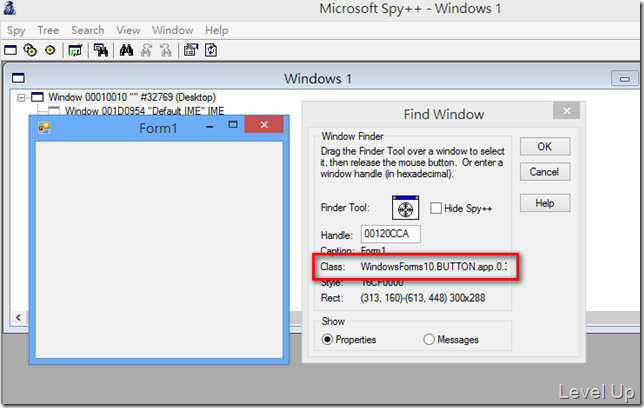 Microsoft Spy++ - Windows 1
Spy Tree Search View Window Help
Windows 1
Window 00010010 "" #32769 (Desktop)
Window 001D0954 "Default IME" IME
Form1
Find Window
Window Finder
Drag the Finder Tool over a window to select
it, then release the mouse button. Or enter a
window handle (in hexadecimal).
OK
Cancel
Help
Finder Tool:
Hide Spy++
Handle: 00120CCA
Caption: Form1
Class: WindowsForms10.BUTTON.app.0.3
Style: 16CF0000
Rect: (313, 160)-(613, 448) 300x288
Show
Properties
Messages
Level Up